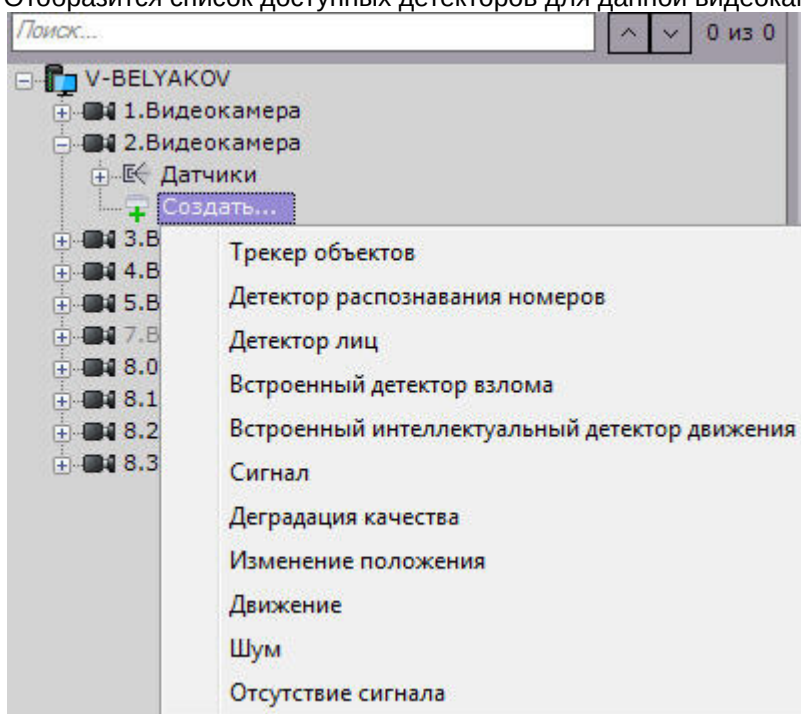 Отобразится список доступных детекторов для данной видеока
Поиск...
0 из 0
V-BELYAKOV
1.Видеокамера
2.Видеокамера
Датчики
Создать...
3.В
4.В
5.В
7.В
8.0
8.1
8.2
8.3
Трекер объектов
Детектор распознавания номеров
Детектор лиц
Встроенный детектор взлома
Встроенный интеллектуальный детектор движения
Сигнал
Деградация качества
Изменение положения
Движение
Шум
Отсутствие сигнала